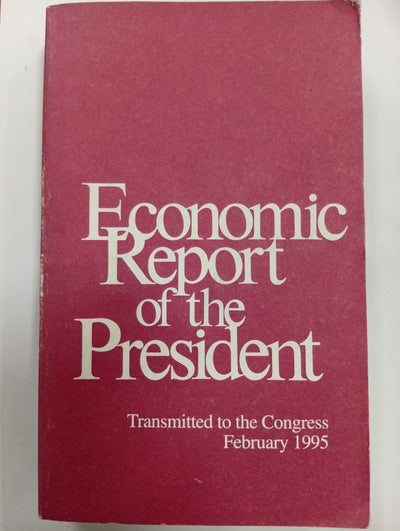 Economic
Report
of the
President
Transmitted to the Congress
February 1995